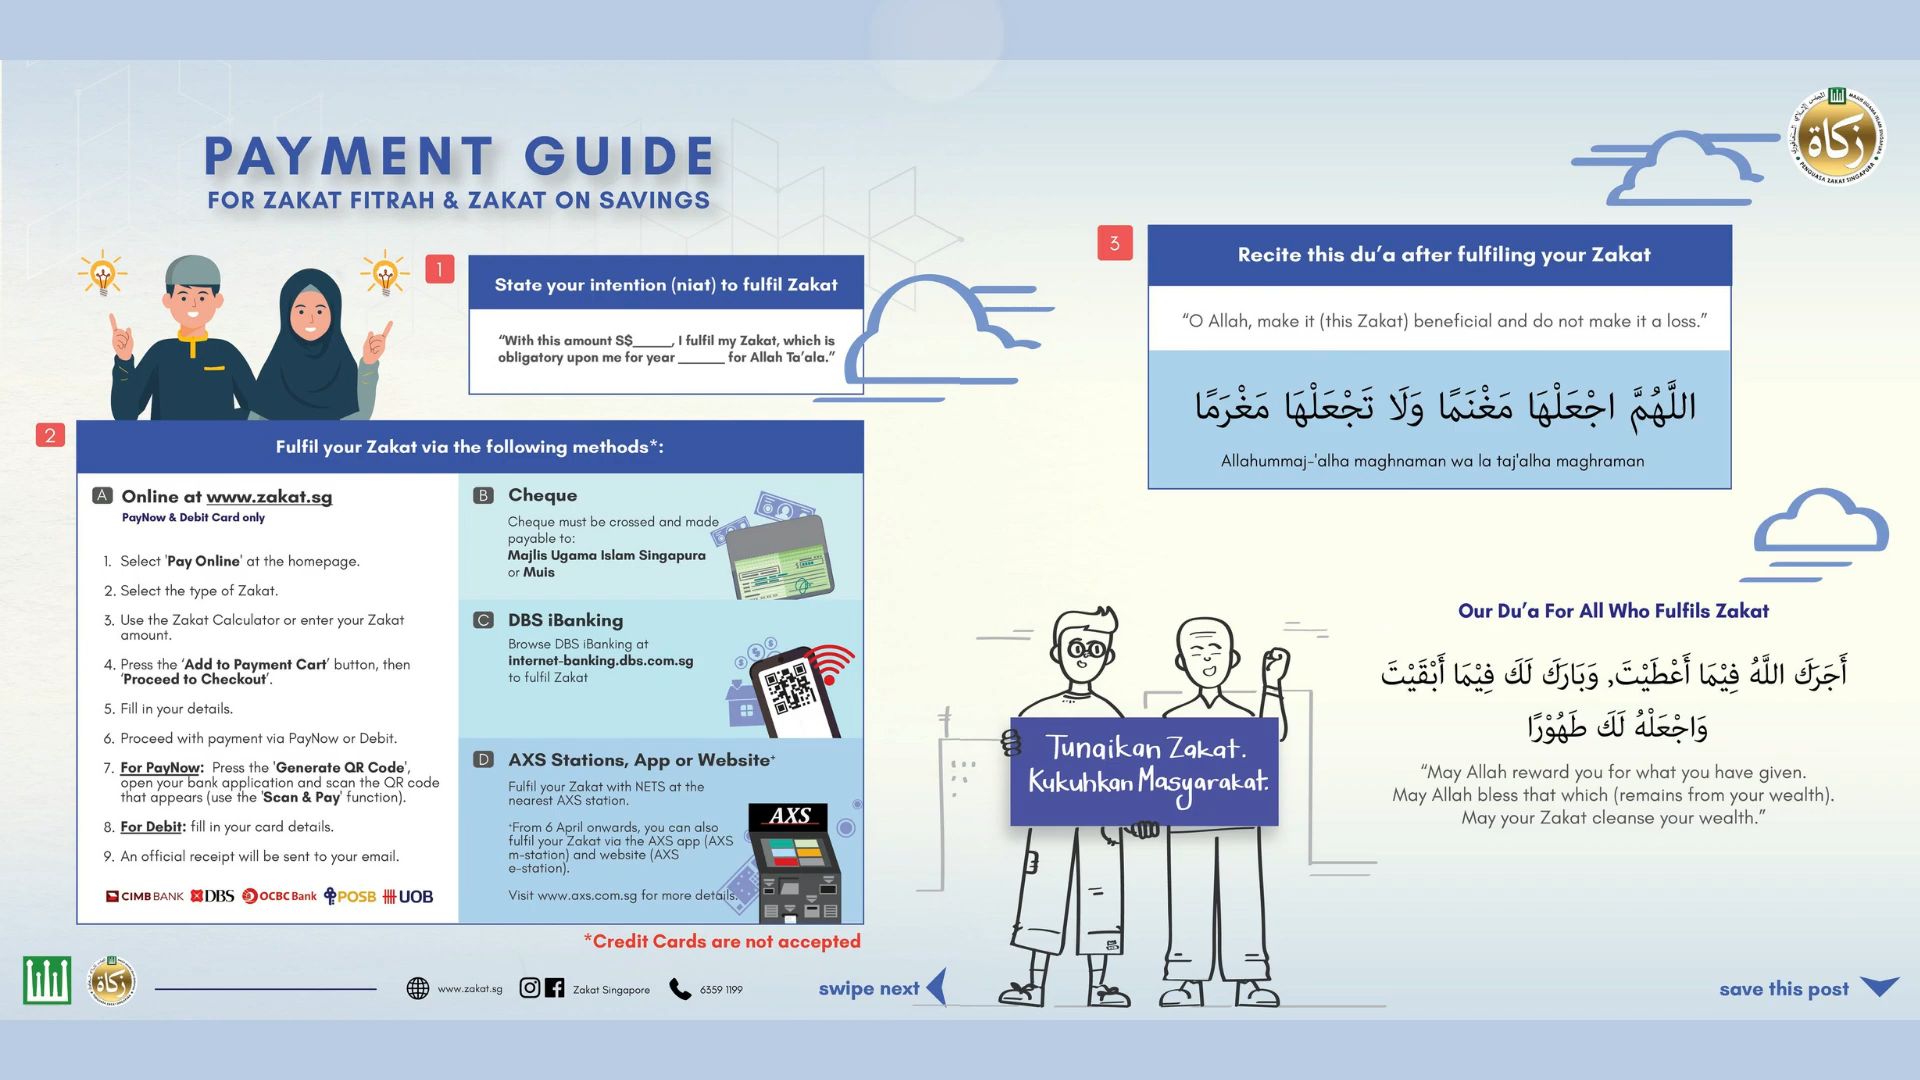 PAYMENT GUIDE
FOR ZAKAT FITRAH & ZAKAT ON SAVINGS
1
State your intention (niat) to fulfil Zakat
“With this amount S$_____, I fulfil my Zakat, which is
obligatory upon me for year ______ for Allah Ta’ala.”
2
Fulfil your Zakat via the following methods*:
A Online at www.zakat.sg
PayNow & Debit Card only
1. Select 'Pay Online' at the homepage.
2. Select the type of Zakat.
3. Use the Zakat Calculator or enter your Zakat
amount.
4. Press the ‘Add to Payment Cart’ button, then
‘Proceed to Checkout’.
5. Fill in your details.
6. Proceed with payment via PayNow or Debit.
7. For PayNow: Press the 'Generate QR Code',
open your bank application and scan the QR code
that appears (use the 'Scan & Pay' function).
8. For Debit: fill in your card details.
9. An official receipt will be sent to your email.
CIMB BANK DBS OCBC Bank POSB UOB
B Cheque
Cheque must be crossed and made
payable to:
Majlis Ugama Islam Singapura
or Muis
C DBS iBanking
Browse DBS iBanking at
internet-banking.dbs.com.sg
to fulfil Zakat
D AXS Stations, App or Website+
Fulfil your Zakat with NETS at the
nearest AXS station.
+From 6 April onwards, you can also
fulfil your Zakat via the AXS app (AXS
m-station) and website (AXS
e-station).
Visit www.axs.com.sg for more details.
AXS
*Credit Cards are not accepted
زكاة
www.zakat.sg
Zakat Singapore
6359 1199
swipe next
3
Recite this du’a after fulfiling your Zakat
“O Allah, make it (this Zakat) beneficial and do not make it a loss.”
اللَّهُمَّ اجْعَلْهَا مَغْنَمًا وَلَا تَجْعَلْهَا مَغْرَمًا
Allahummaj-'alha maghnaman wa la taj'alha maghraman
زكاة
PENGUASA ZAKAT SINGAPURA
Tunaikan Zakat.
Kukuhkan Masyarakat.
Our Du’a For All Who Fulfils Zakat
أَجَرَكَ اللَّهُ فِيْمَا أَعْطَيْتَ, وَبَارَكَ لَكَ فِيْمَا أَبْقَيْتَ
وَاجْعَلْهُ لَكَ طَهُوْرًا
“May Allah reward you for what you have given.
May Allah bless that which (remains from your wealth).
May your Zakat cleanse your wealth.”
save this post